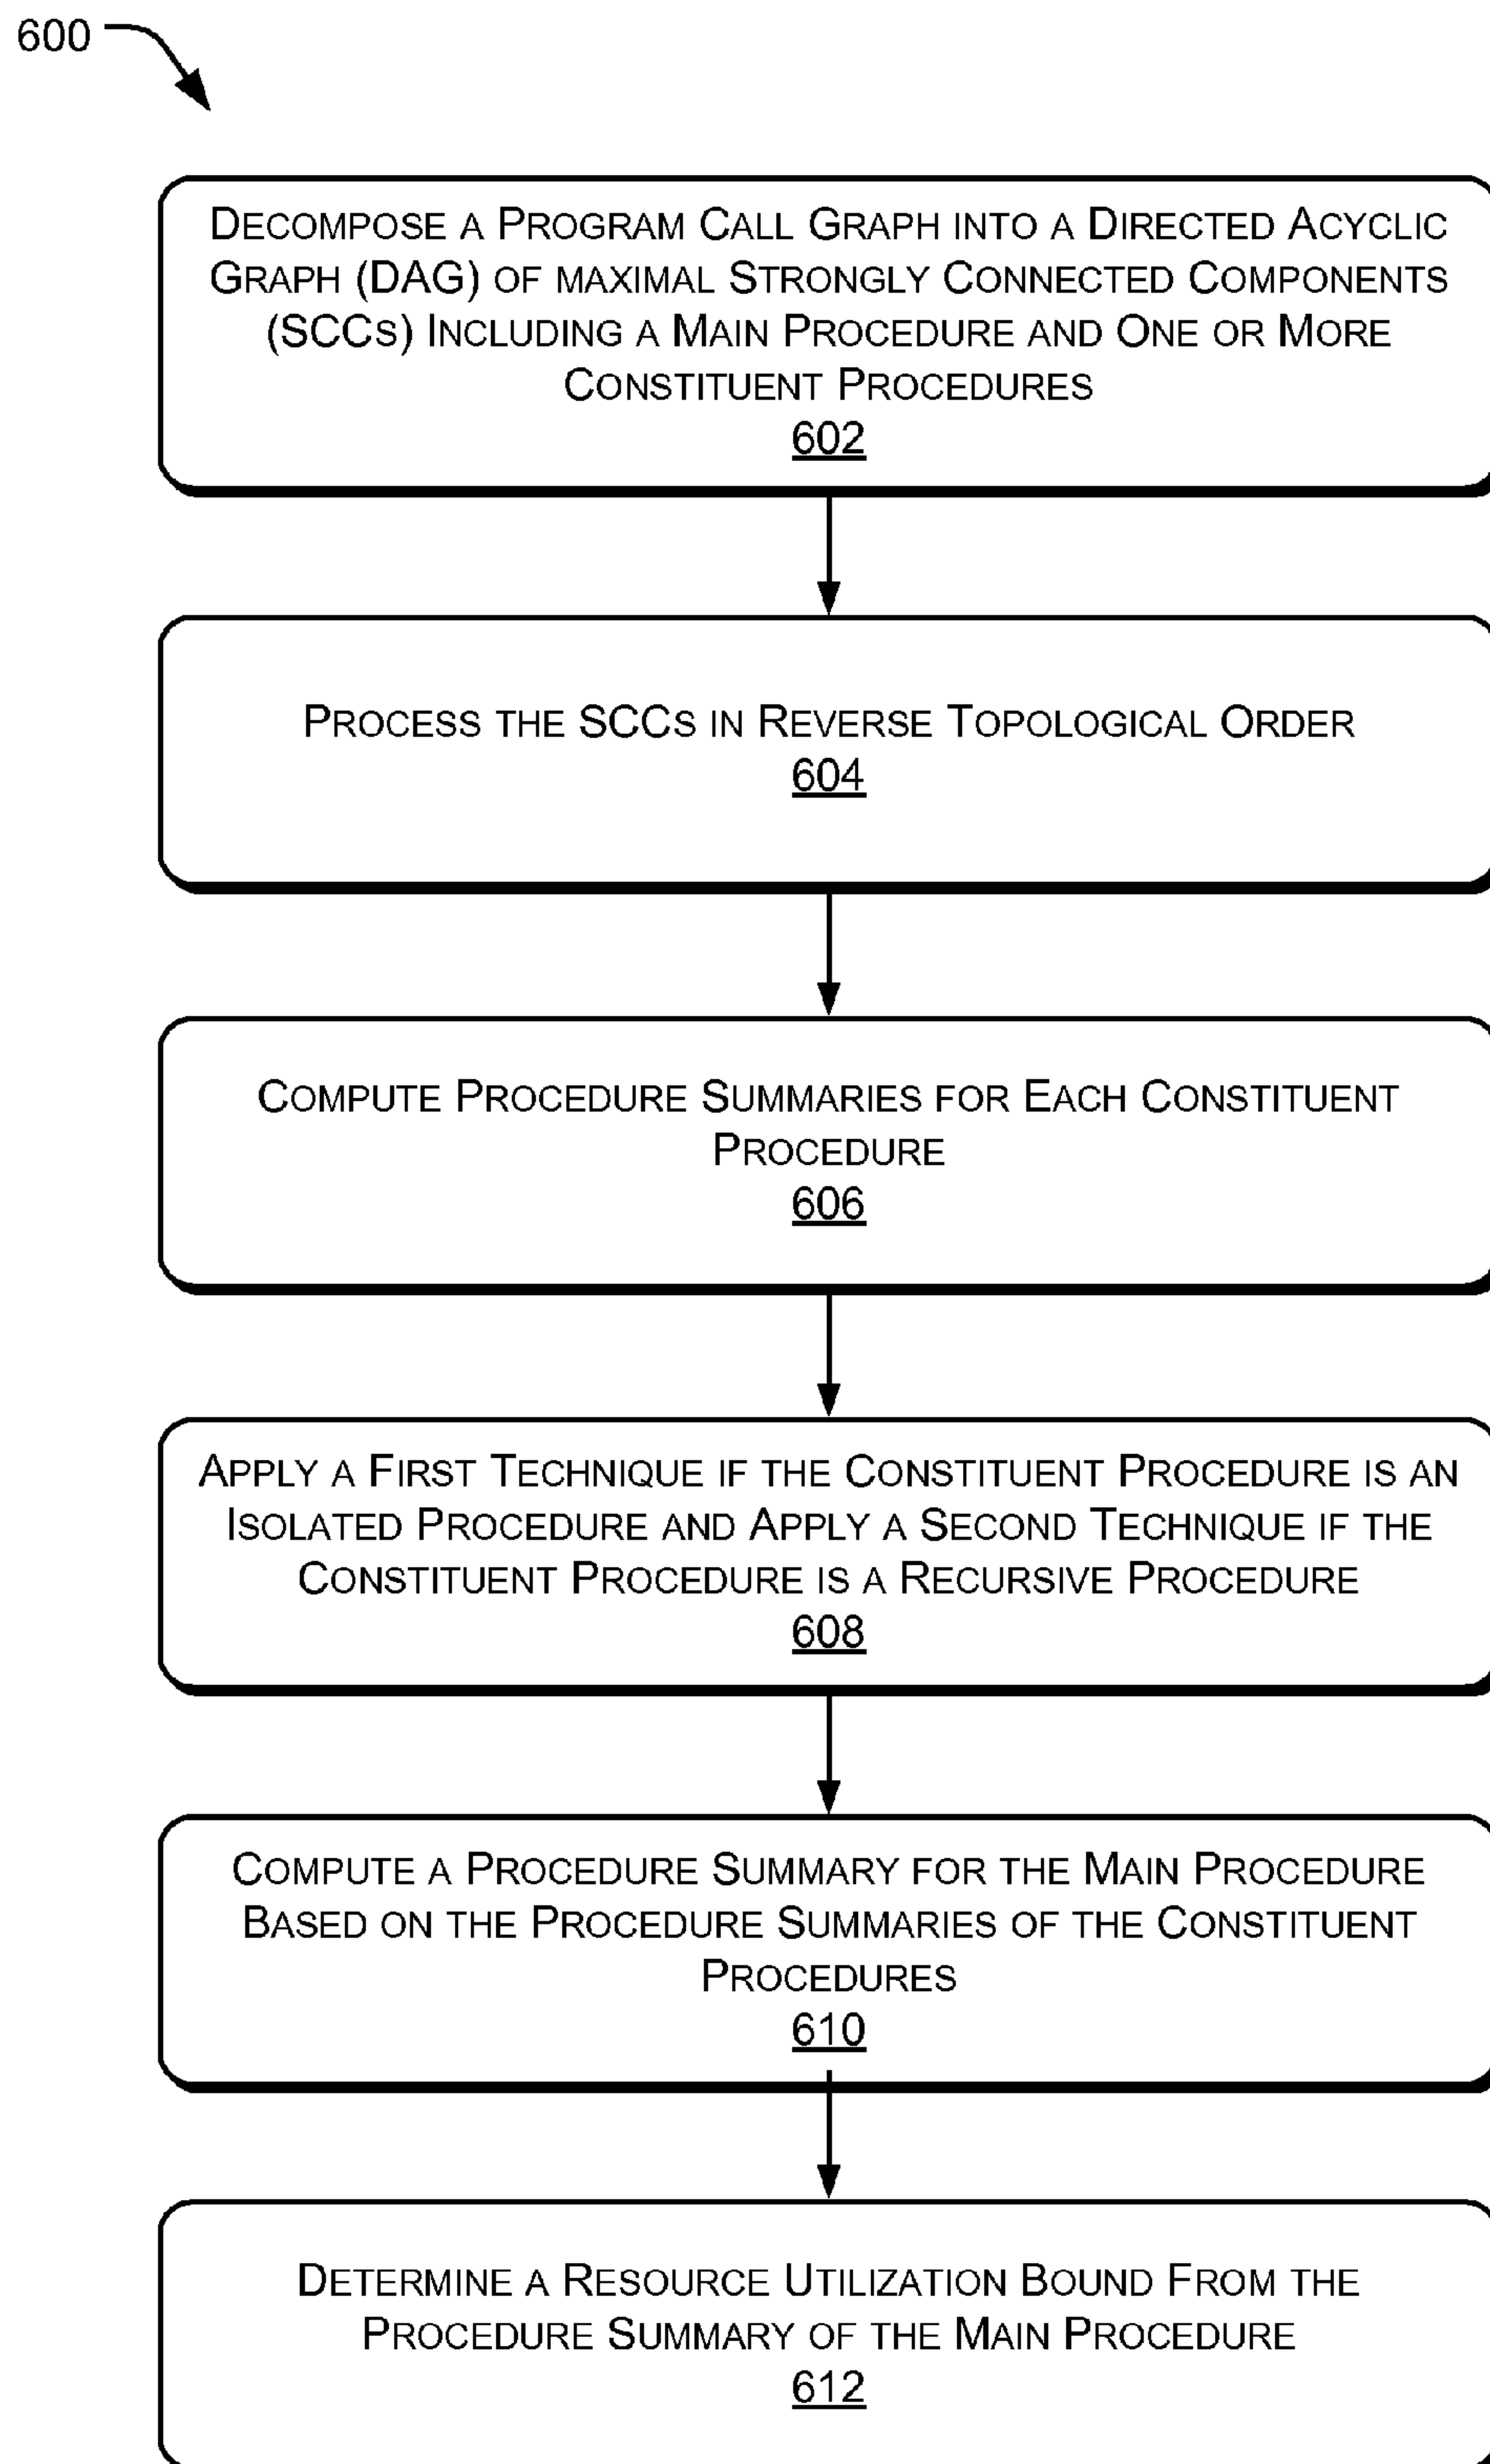 600
DECOMPOSE A PROGRAM CALL GRAPH INTO A DIRECTED ACYCLIC
GRAPH (DAG) OF MAXIMAL STRONGLY CONNECTED COMPONENTS
(SCCS) INCLUDING A MAIN PROCEDURE AND ONE OR MORE
CONSTITUENT PROCEDURES
602
PROCESS THE SCCS IN REVERSE TOPOLOGICAL ORDER
604
COMPUTE PROCEDURE SUMMARIES FOR EACH CONSTITUENT
PROCEDURE
606
APPLY A FIRST TECHNIQUE IF THE CONSTITUENT PROCEDURE IS AN
ISOLATED PROCEDURE AND APPLY A SECOND TECHNIQUE IF THE
CONSTITUENT PROCEDURE IS A RECURSIVE PROCEDURE
608
COMPUTE A PROCEDURE SUMMARY FOR THE MAIN PROCEDURE
BASED ON THE PROCEDURE SUMMARIES OF THE CONSTITUENT
PROCEDURES
610
DETERMINE A RESOURCE UTILIZATION BOUND FROM THE
PROCEDURE SUMMARY OF THE MAIN PROCEDURE
612